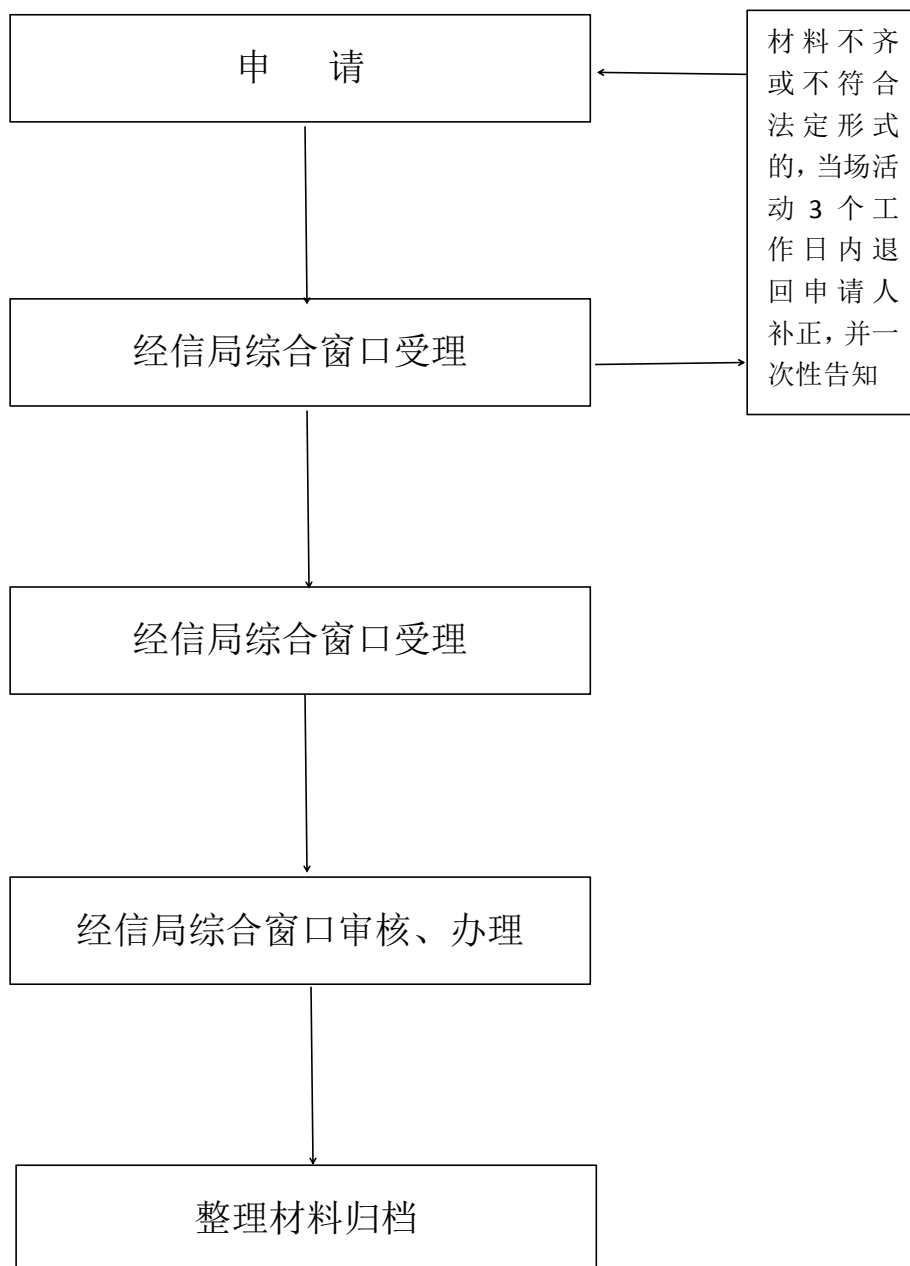 申 请
材料不齐
或不符合
法定形式
的，当场活
动 3 个工
作日内退
回申请人
补正，并一
次性告知
经信局综合窗口受理
经信局综合窗口受理
经信局综合窗口审核、办理
整理材料归档